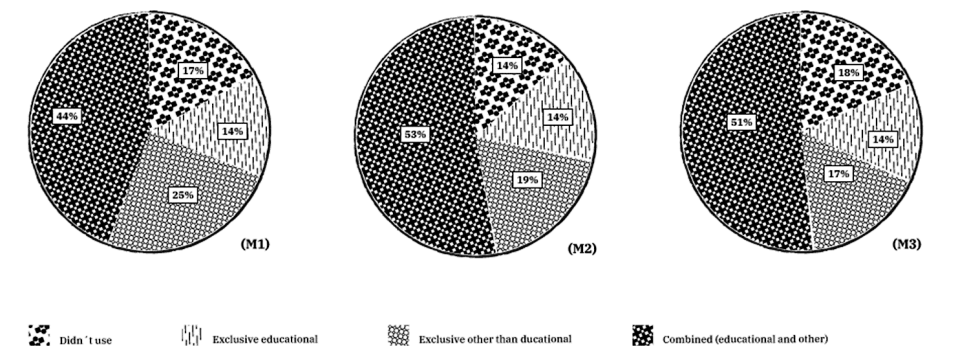 17%
14%
44%
25%
(M1)
14%
14%
53%
19%
(M2)
18%
14%
51%
17%
(M3)
Didn´t use
Exclusive educational
Exclusive other than ducational
Combined (educational and other)